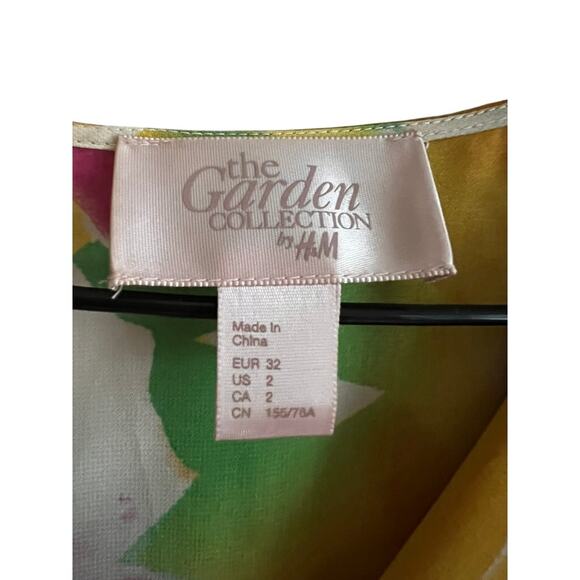 the
Garden
COLLECTION
by H&M
Made in
China
EUR 32
US 2
CA 2
CN 155/76A